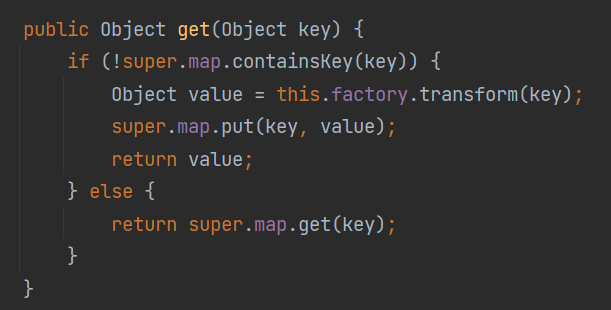 public Object get(Object key) {
    if (!super.map.containsKey(key)) {
        Object value = this.factory.transform(key);
        super.map.put(key, value);
        return value;
    } else {
        return super.map.get(key);
    }
}